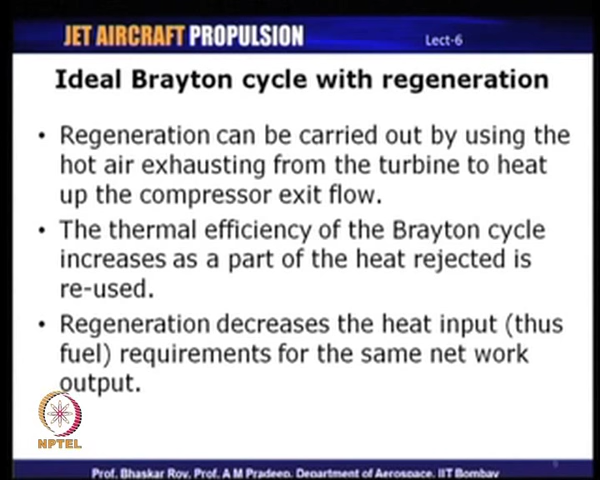 JET AIRCRAFT PROPULSION
Lect-6
Ideal Brayton cycle with regeneration
• Regeneration can be carried out by using the
hot air exhausting from the turbine to heat
up the compressor exit flow.
• The thermal efficiency of the Brayton cycle
increases as a part of the heat rejected is
re-used.
• Regeneration decreases the heat input (thus
fuel) requirements for the same net work
output.
NPTEL
Prof. Bhaskar Roy, Prof. A M Pradeep, Department of Aerospace, IIT Bombay